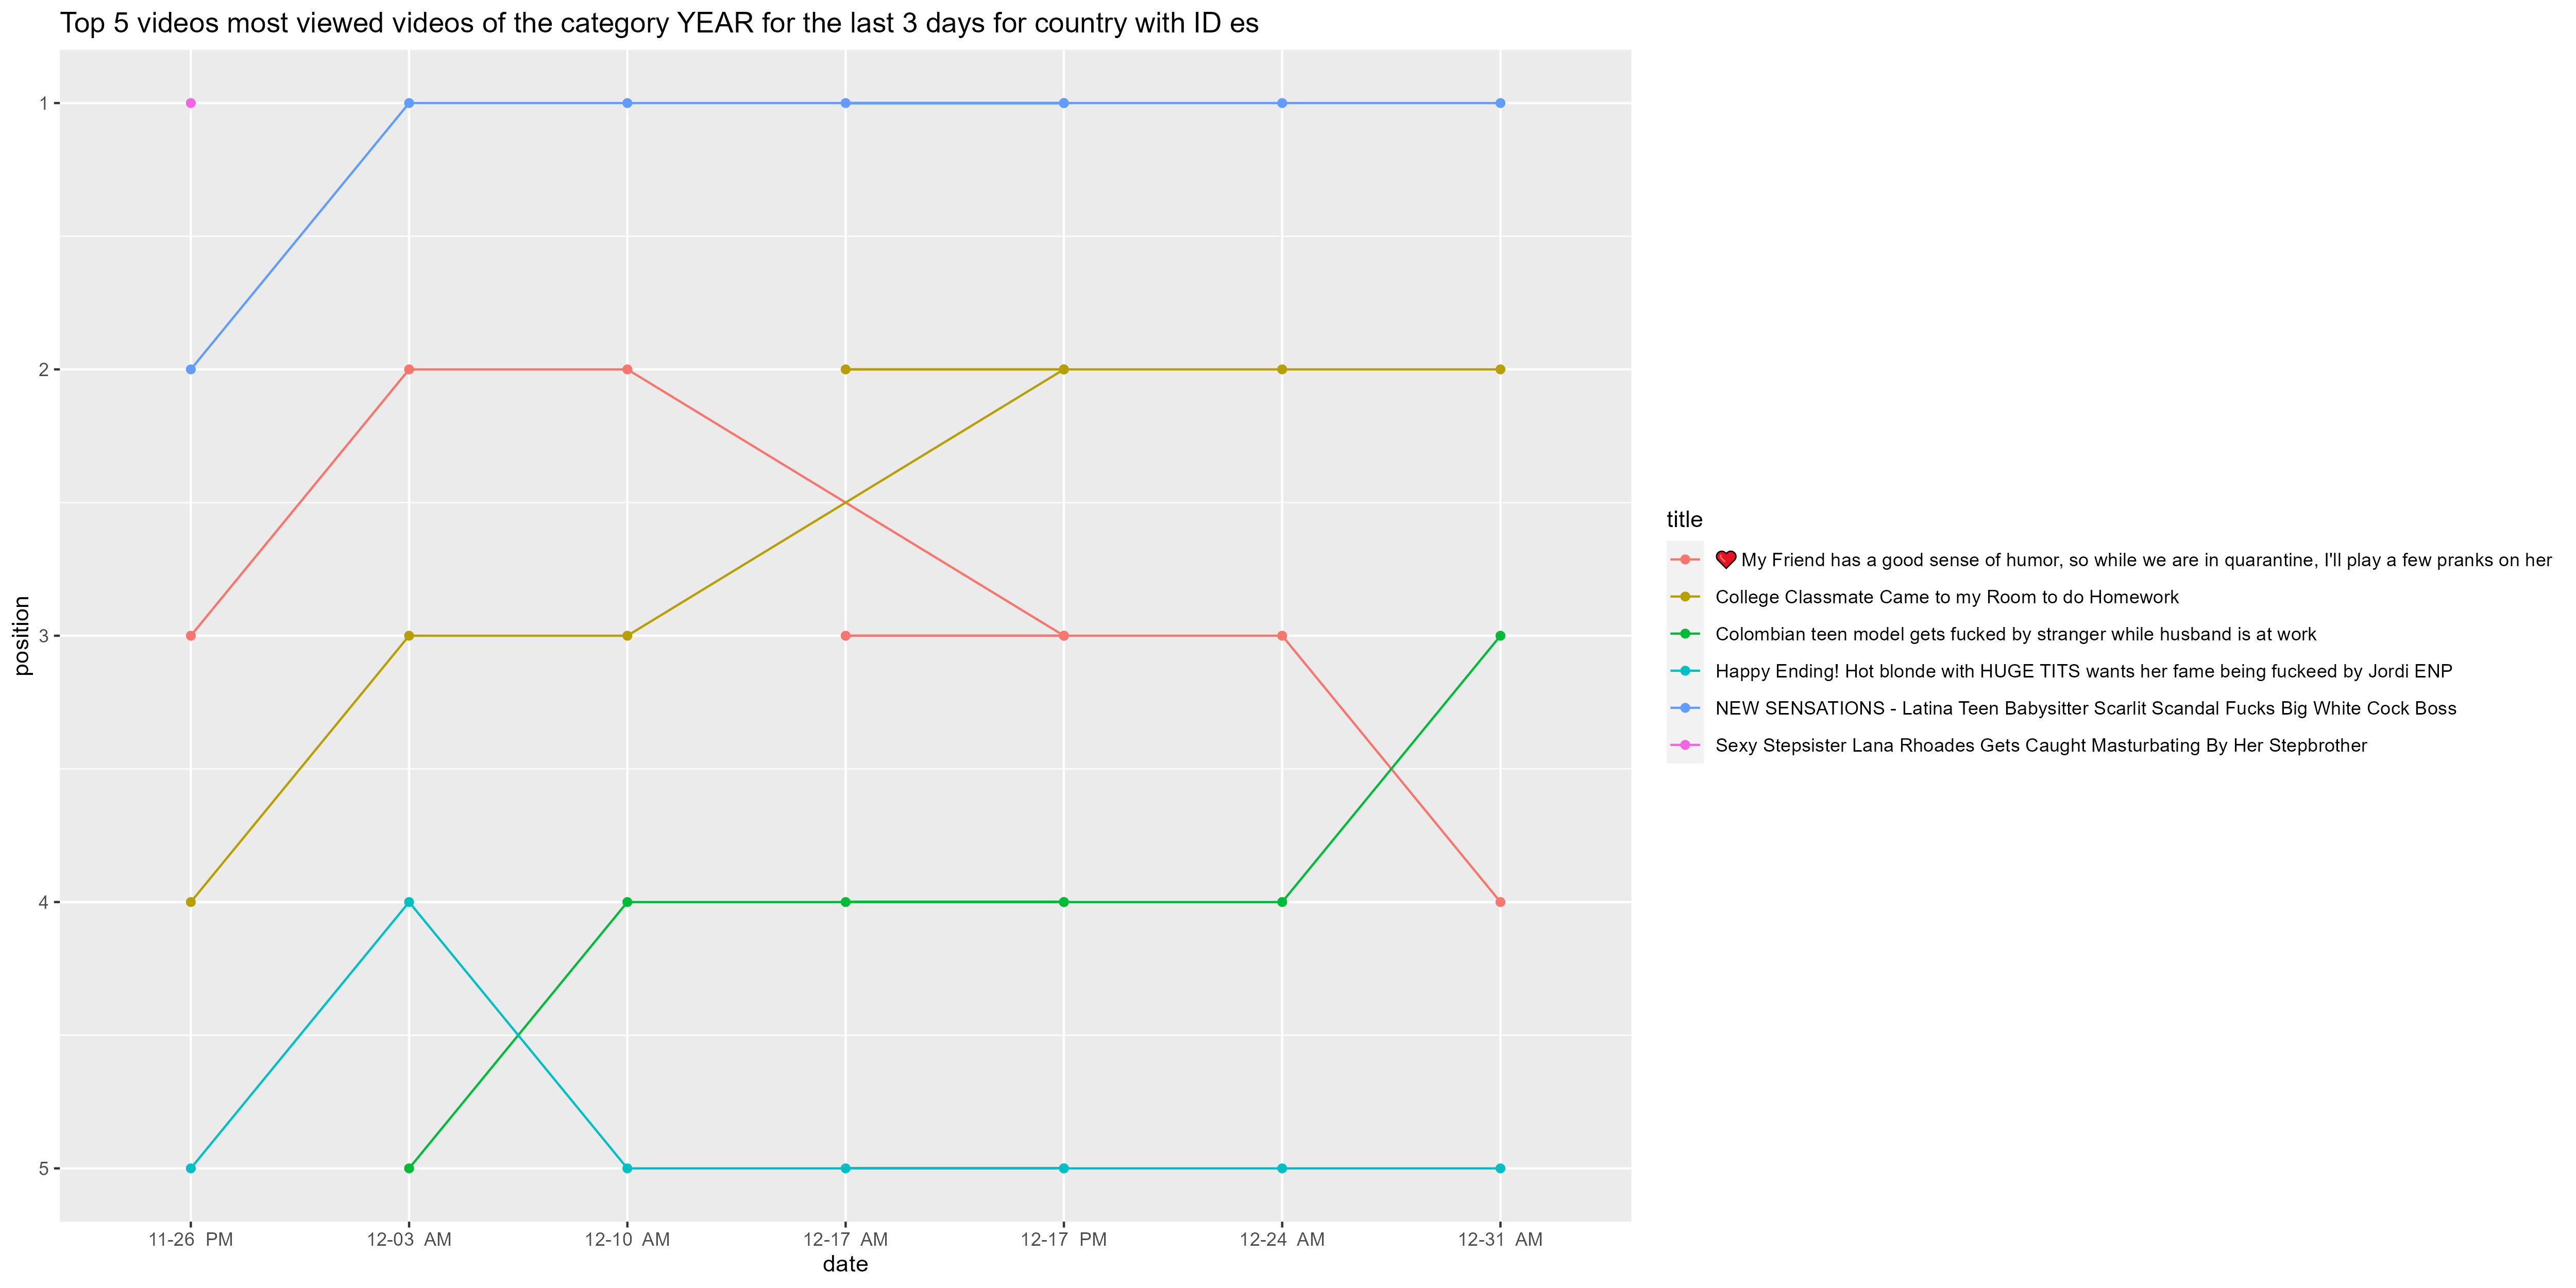 Top 5 videos most viewed videos of the category YEAR for the last 3 days for country with ID es
1
2
3
4
5
position
11-26 PM
12-03 AM
12-10 AM
12-17 AM
12-17 PM
12-24 AM
12-31 AM
date
title
❤ My Friend has a good sense of humor, so while we are in quarantine, I'll play a few pranks on her
College Classmate Came to my Room to do Homework
Colombian teen model gets fucked by stranger while husband is at work
Happy Ending! Hot blonde with HUGE TITS wants her fame being fuckeed by Jordi ENP
NEW SENSATIONS - Latina Teen Babysitter Scarlit Scandal Fucks Big White Cock Boss
Sexy Stepsister Lana Rhoades Gets Caught Masturbating By Her Stepbrother